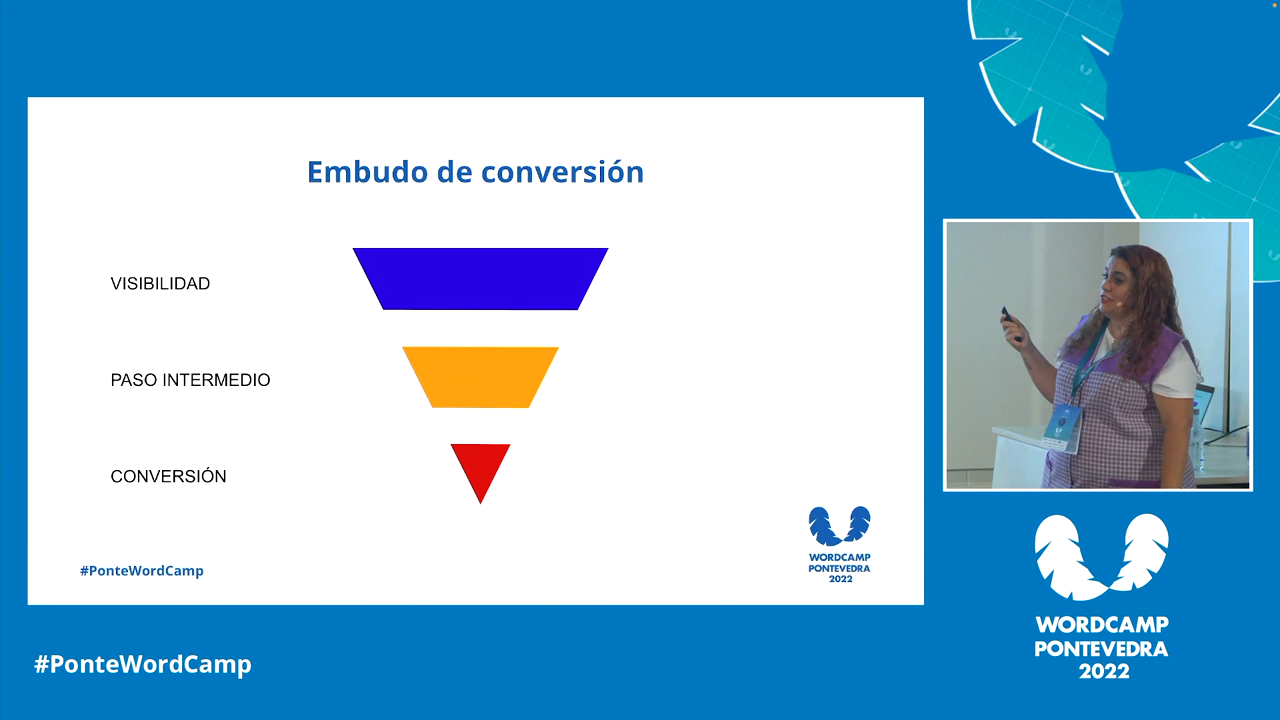 Embudo de conversión
VISIBILIDAD
PASO INTERMEDIO
CONVERSIÓN
#PonteWordCamp
WORDCAMP
PONTEVEDRA
2022
#PonteWordCamp
WORDCAMP
PONTEVEDRA
2022